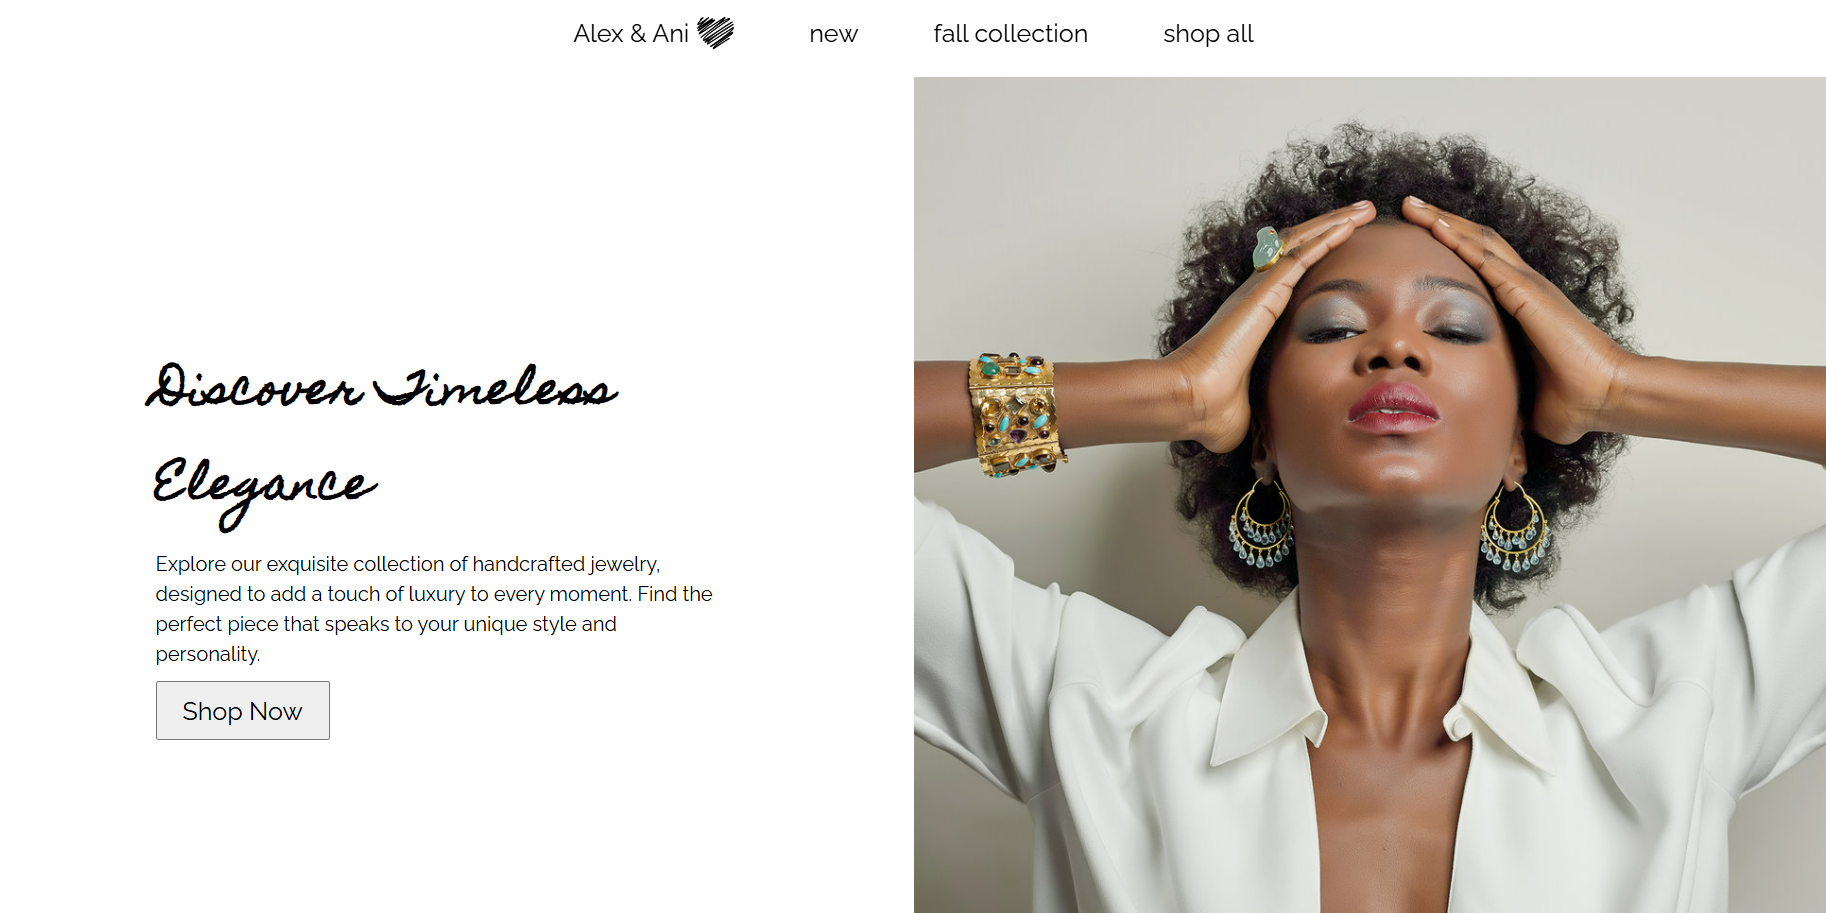 Alex & Ani new fall collection shop all
Discover Timeless
Elegance
Explore our exquisite collection of handcrafted jewelry,
designed to add a touch of luxury to every moment. Find the
perfect piece that speaks to your unique style and
personality.
Shop Now